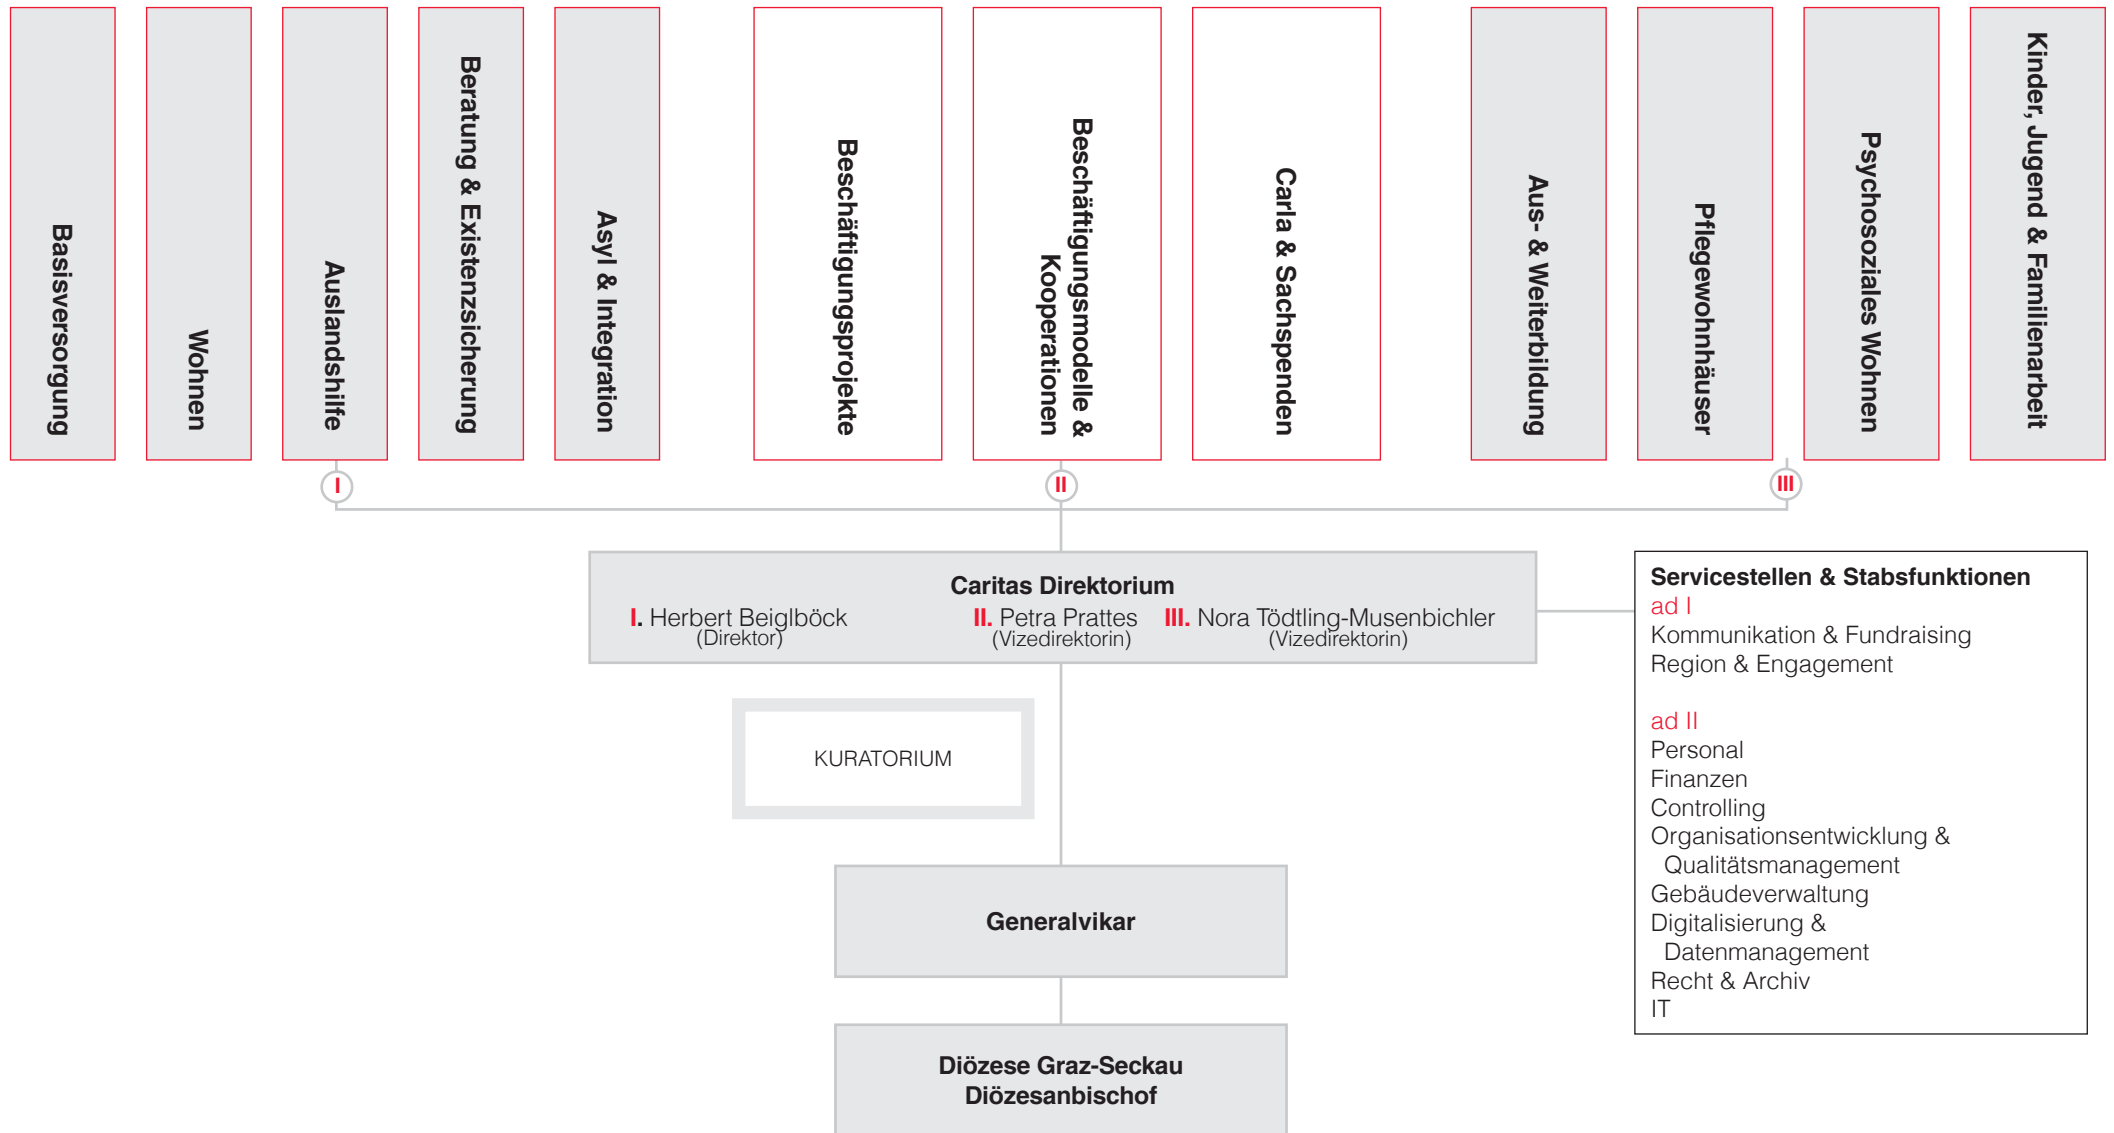 Basisversorgung
Wohnen
Auslandshilfe
Beratung & Existenzsicherung
Asyl & Integration
Beschäftigungsprojekte
Beschäftigungsmodelle &
Kooperationen
Carla & Sachspenden
Aus- & Weiterbildung
Pflegewohnhäuser
Psychosoziales Wohnen
Kinder, Jugend & Familienarbeit
I
II
III
Caritas Direktorium
I. Herbert Beiglböck
(Direktor)
II. Petra Prattes
(Vizedirektorin)
III. Nora Tödtling-Musenbichler
(Vizedirektorin)
Servicestellen & Stabsfunktionen
ad I
Kommunikation & Fundraising
Region & Engagement
ad II
Personal
Finanzen
Controlling
Organisationsentwicklung &
Qualitätsmanagement
Gebäudeverwaltung
Digitalisierung &
Datenmanagement
Recht & Archiv
IT
KURATORIUM
Generalvikar
Diözese Graz-Seckau
Diözesanbischof